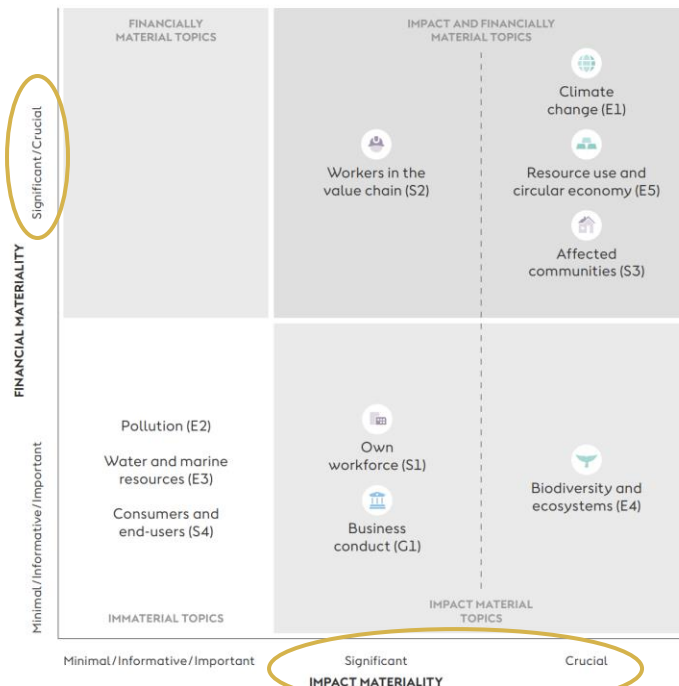 FINANCIALLY
MATERIAL TOPICS
IMPACT AND FINANCIALLY
MATERIAL TOPICS
Climate
change (E1)
Workers in the
value chain (S2)
Resource use and
circular economy (E5)
Affected
communities (S3)
Significant/Crucial
FINANCIAL MATERIALITY
Minimal/Informative/Important
Pollution (E2)
Water and marine
resources (E3)
Consumers and
end-users (S4)
Own
workforce (S1)
Business
conduct (G1)
Biodiversity and
ecosystems (E4)
IMMATERIAL TOPICS
IMPACT MATERIAL
TOPICS
Minimal/Informative/Important
Significant
Crucial
IMPACT MATERIALITY